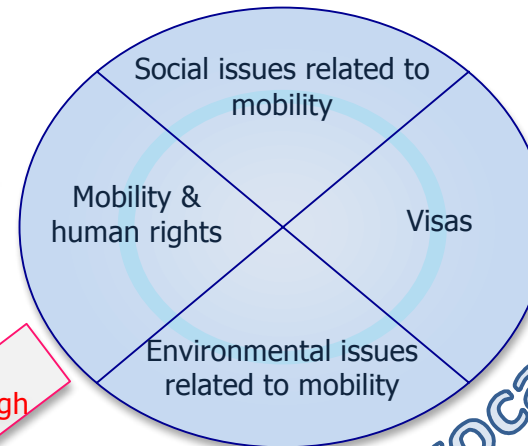 Social issues related to
mobility
Mobility &
human rights
Visas
Environmental issues
related to mobility